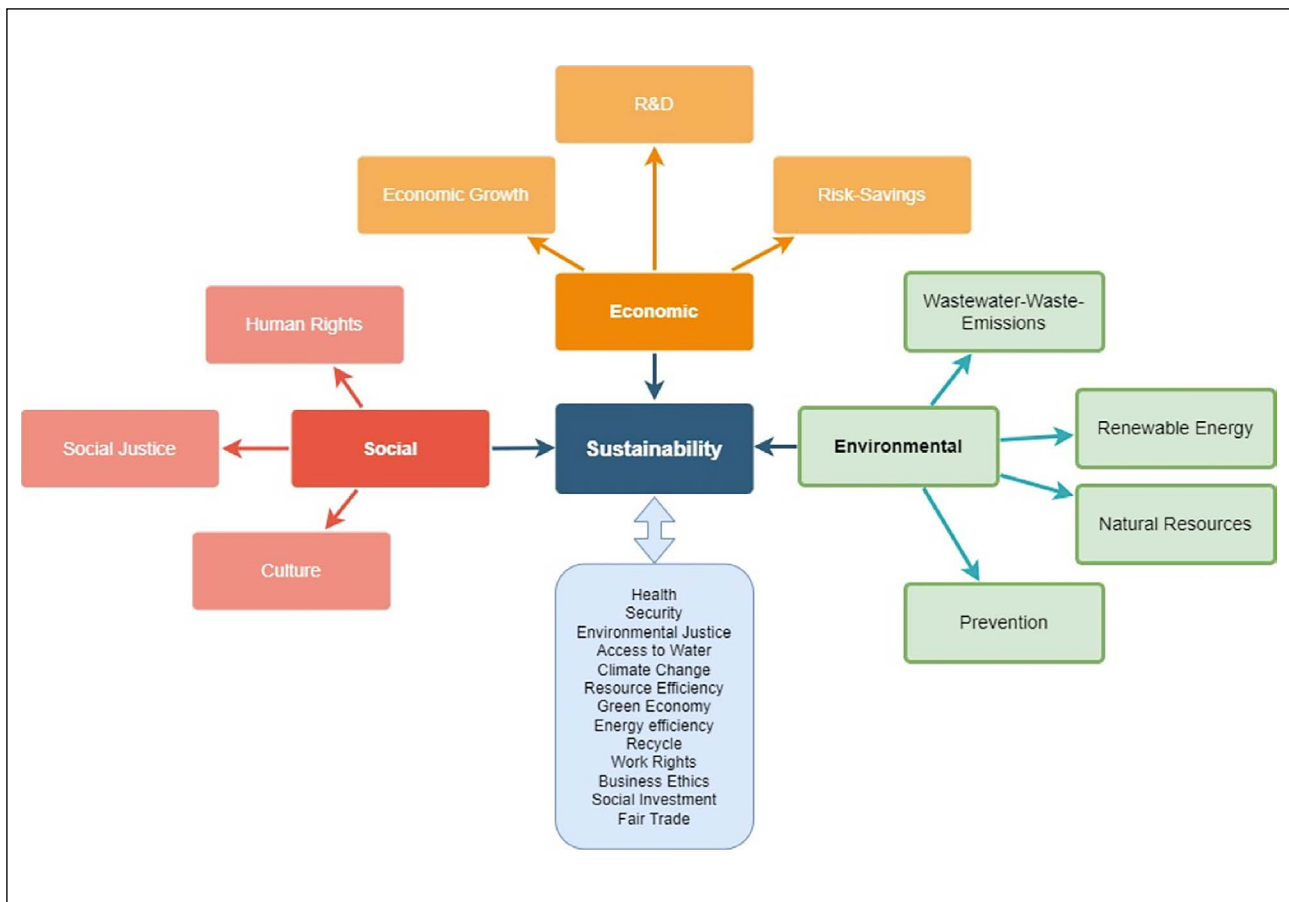 R&D
Economic Growth
Risk-Savings
Economic
Human Rights
Wastewater-Waste-
Emissions
Social Justice
Social
Sustainability
Environmental
Renewable Energy
Natural Resources
Culture
Prevention
Health
Security
Environmental Justice
Access to Water
Climate Change
Resource Efficiency
Green Economy
Energy efficiency
Recycle
Work Rights
Business Ethics
Social Investment
Fair Trade